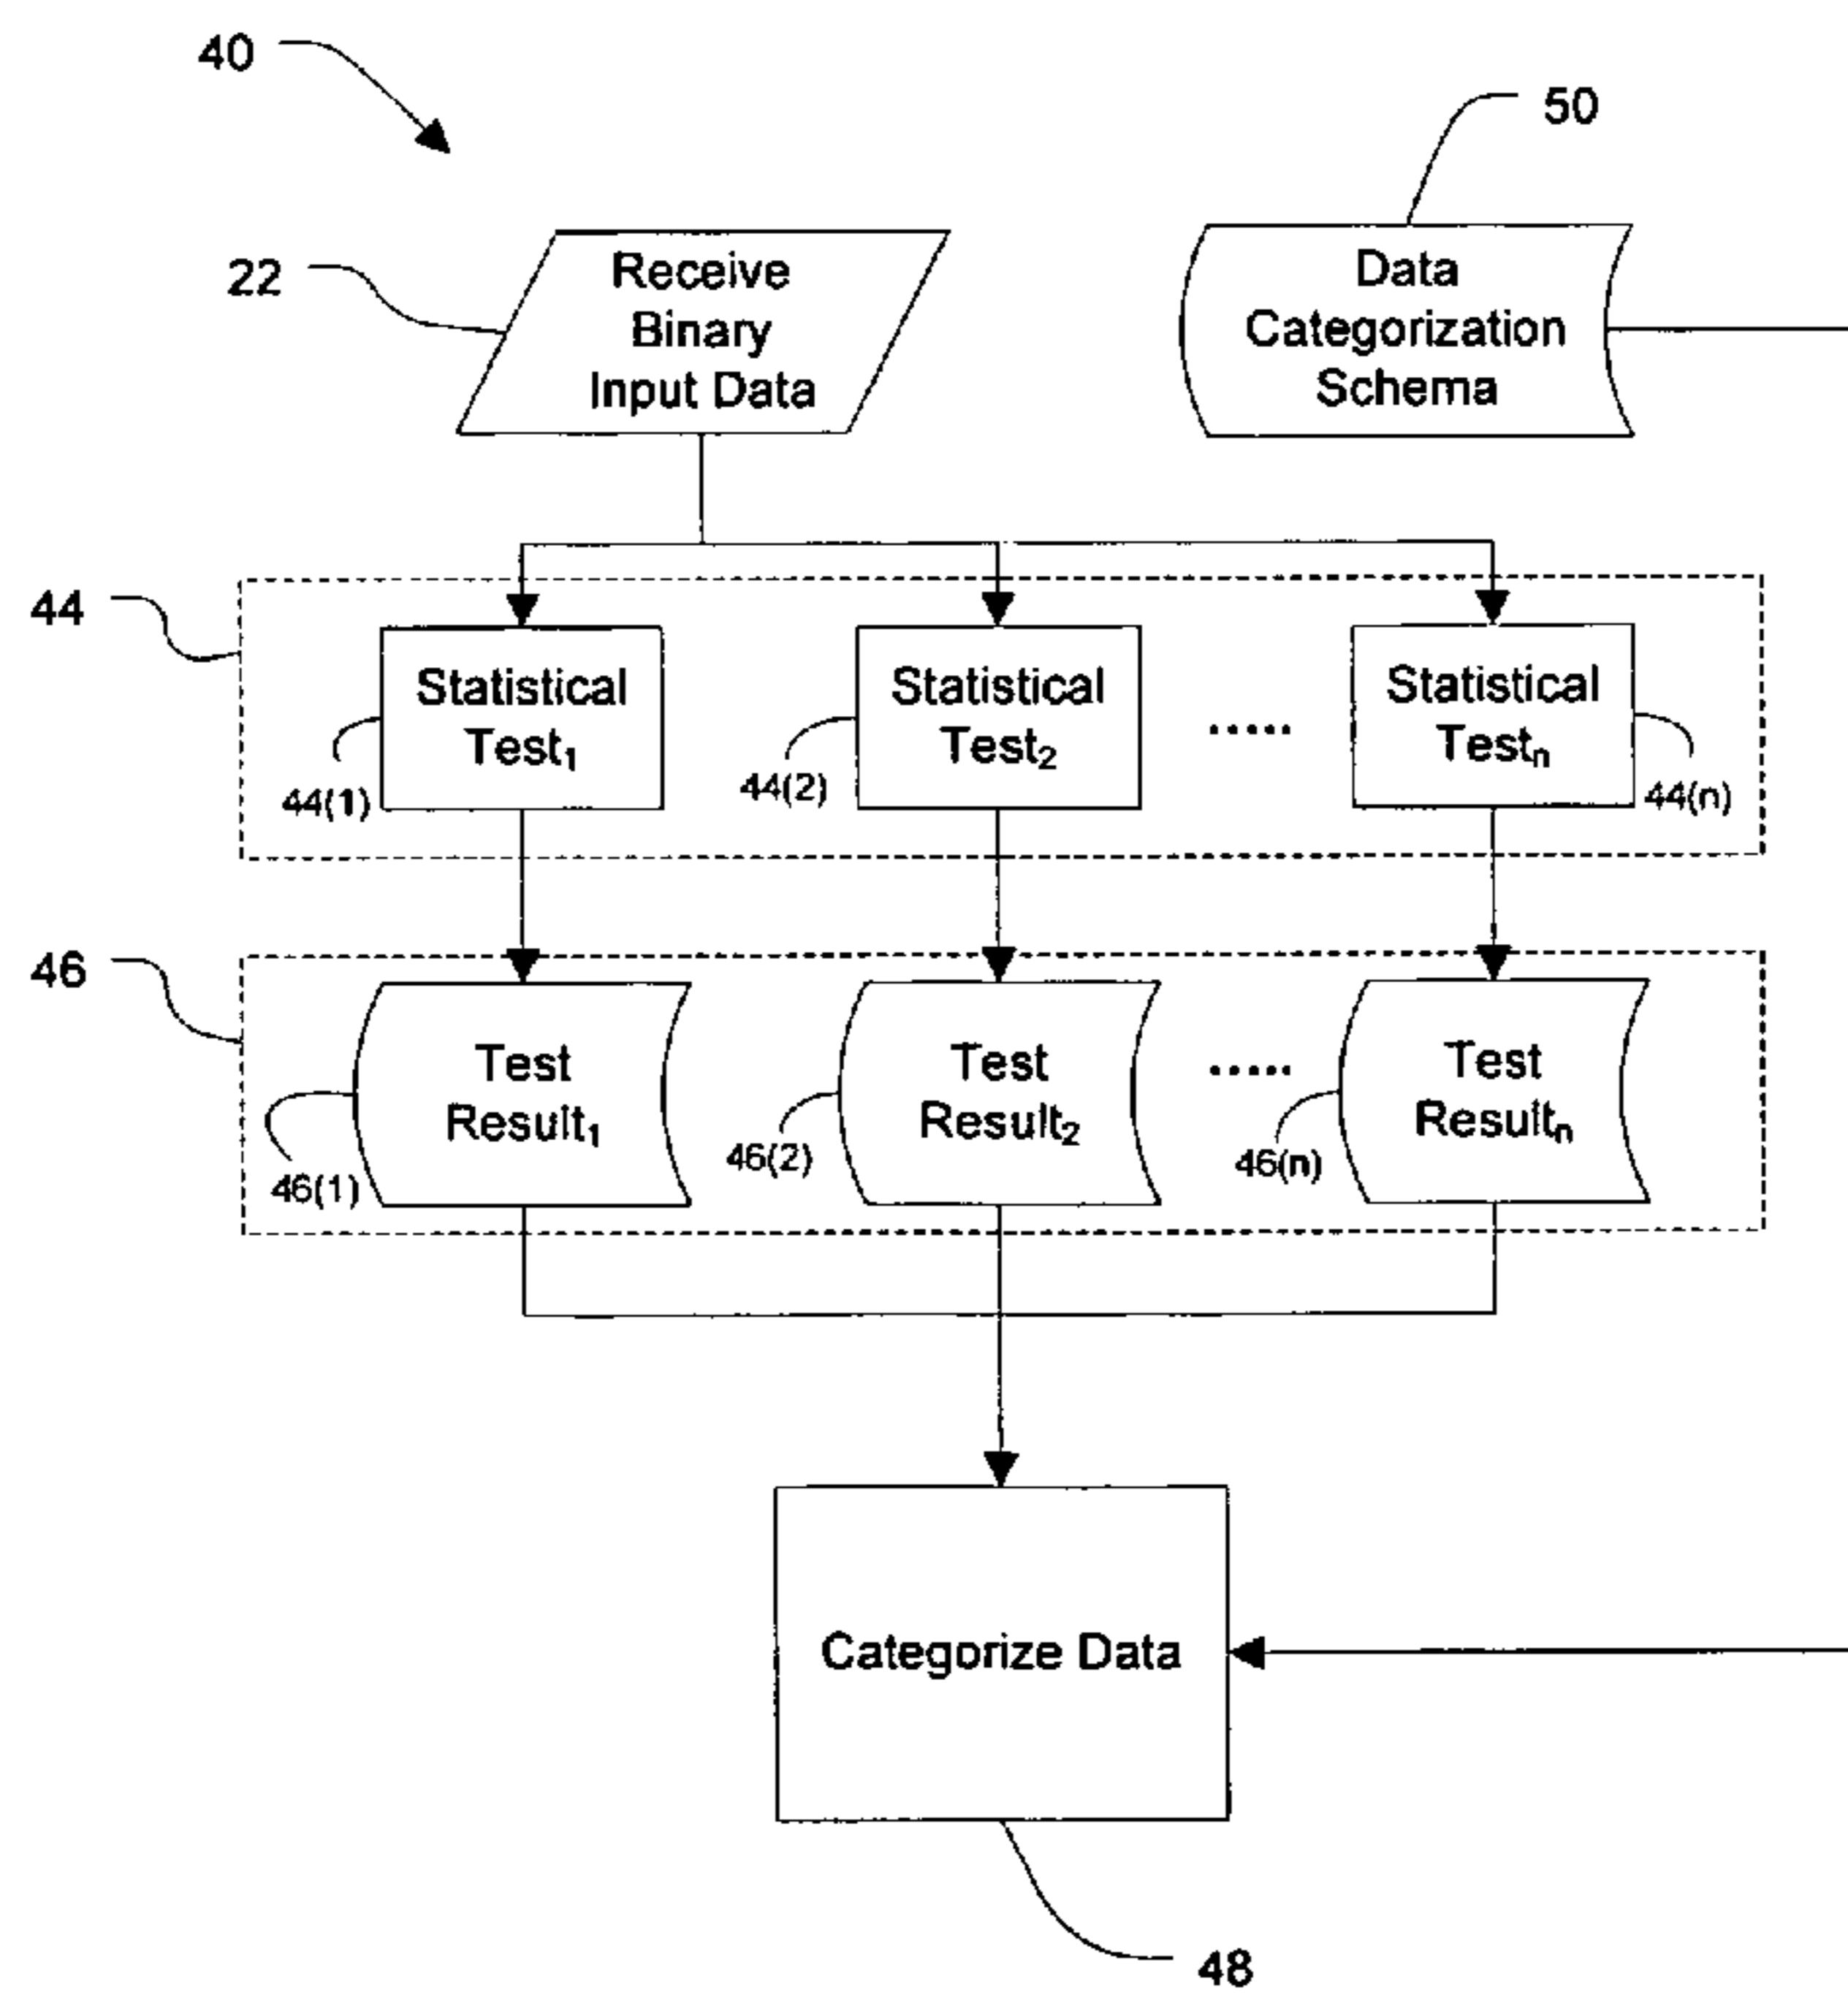 40
50
22
Receive
Binary
Input Data
Data
Categorization
Schema
44
Statistical
Test₁
44(1)
Statistical
Test₂
44(2)
.....
Statistical
Testₙ
44(n)
46
Test
Result₁
46(1)
Test
Result₂
46(2)
.....
Test
Resultₙ
46(n)
Categorize Data
48